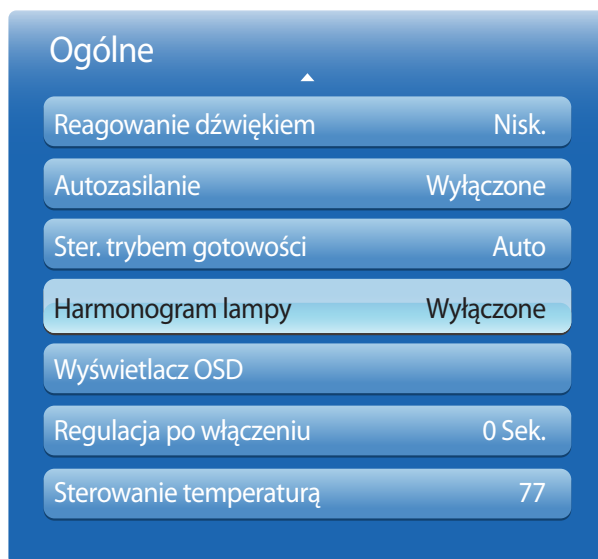 Ogólne
Reagowanie dźwiękiem Nisk.
Autozasilanie Wyłączone
Ster. trybem gotowości Auto
Harmonogram lampy Wyłączone
Wyświetlacz OSD
Regulacja po włączeniu 0 Sek.
Sterowanie temperaturą 77